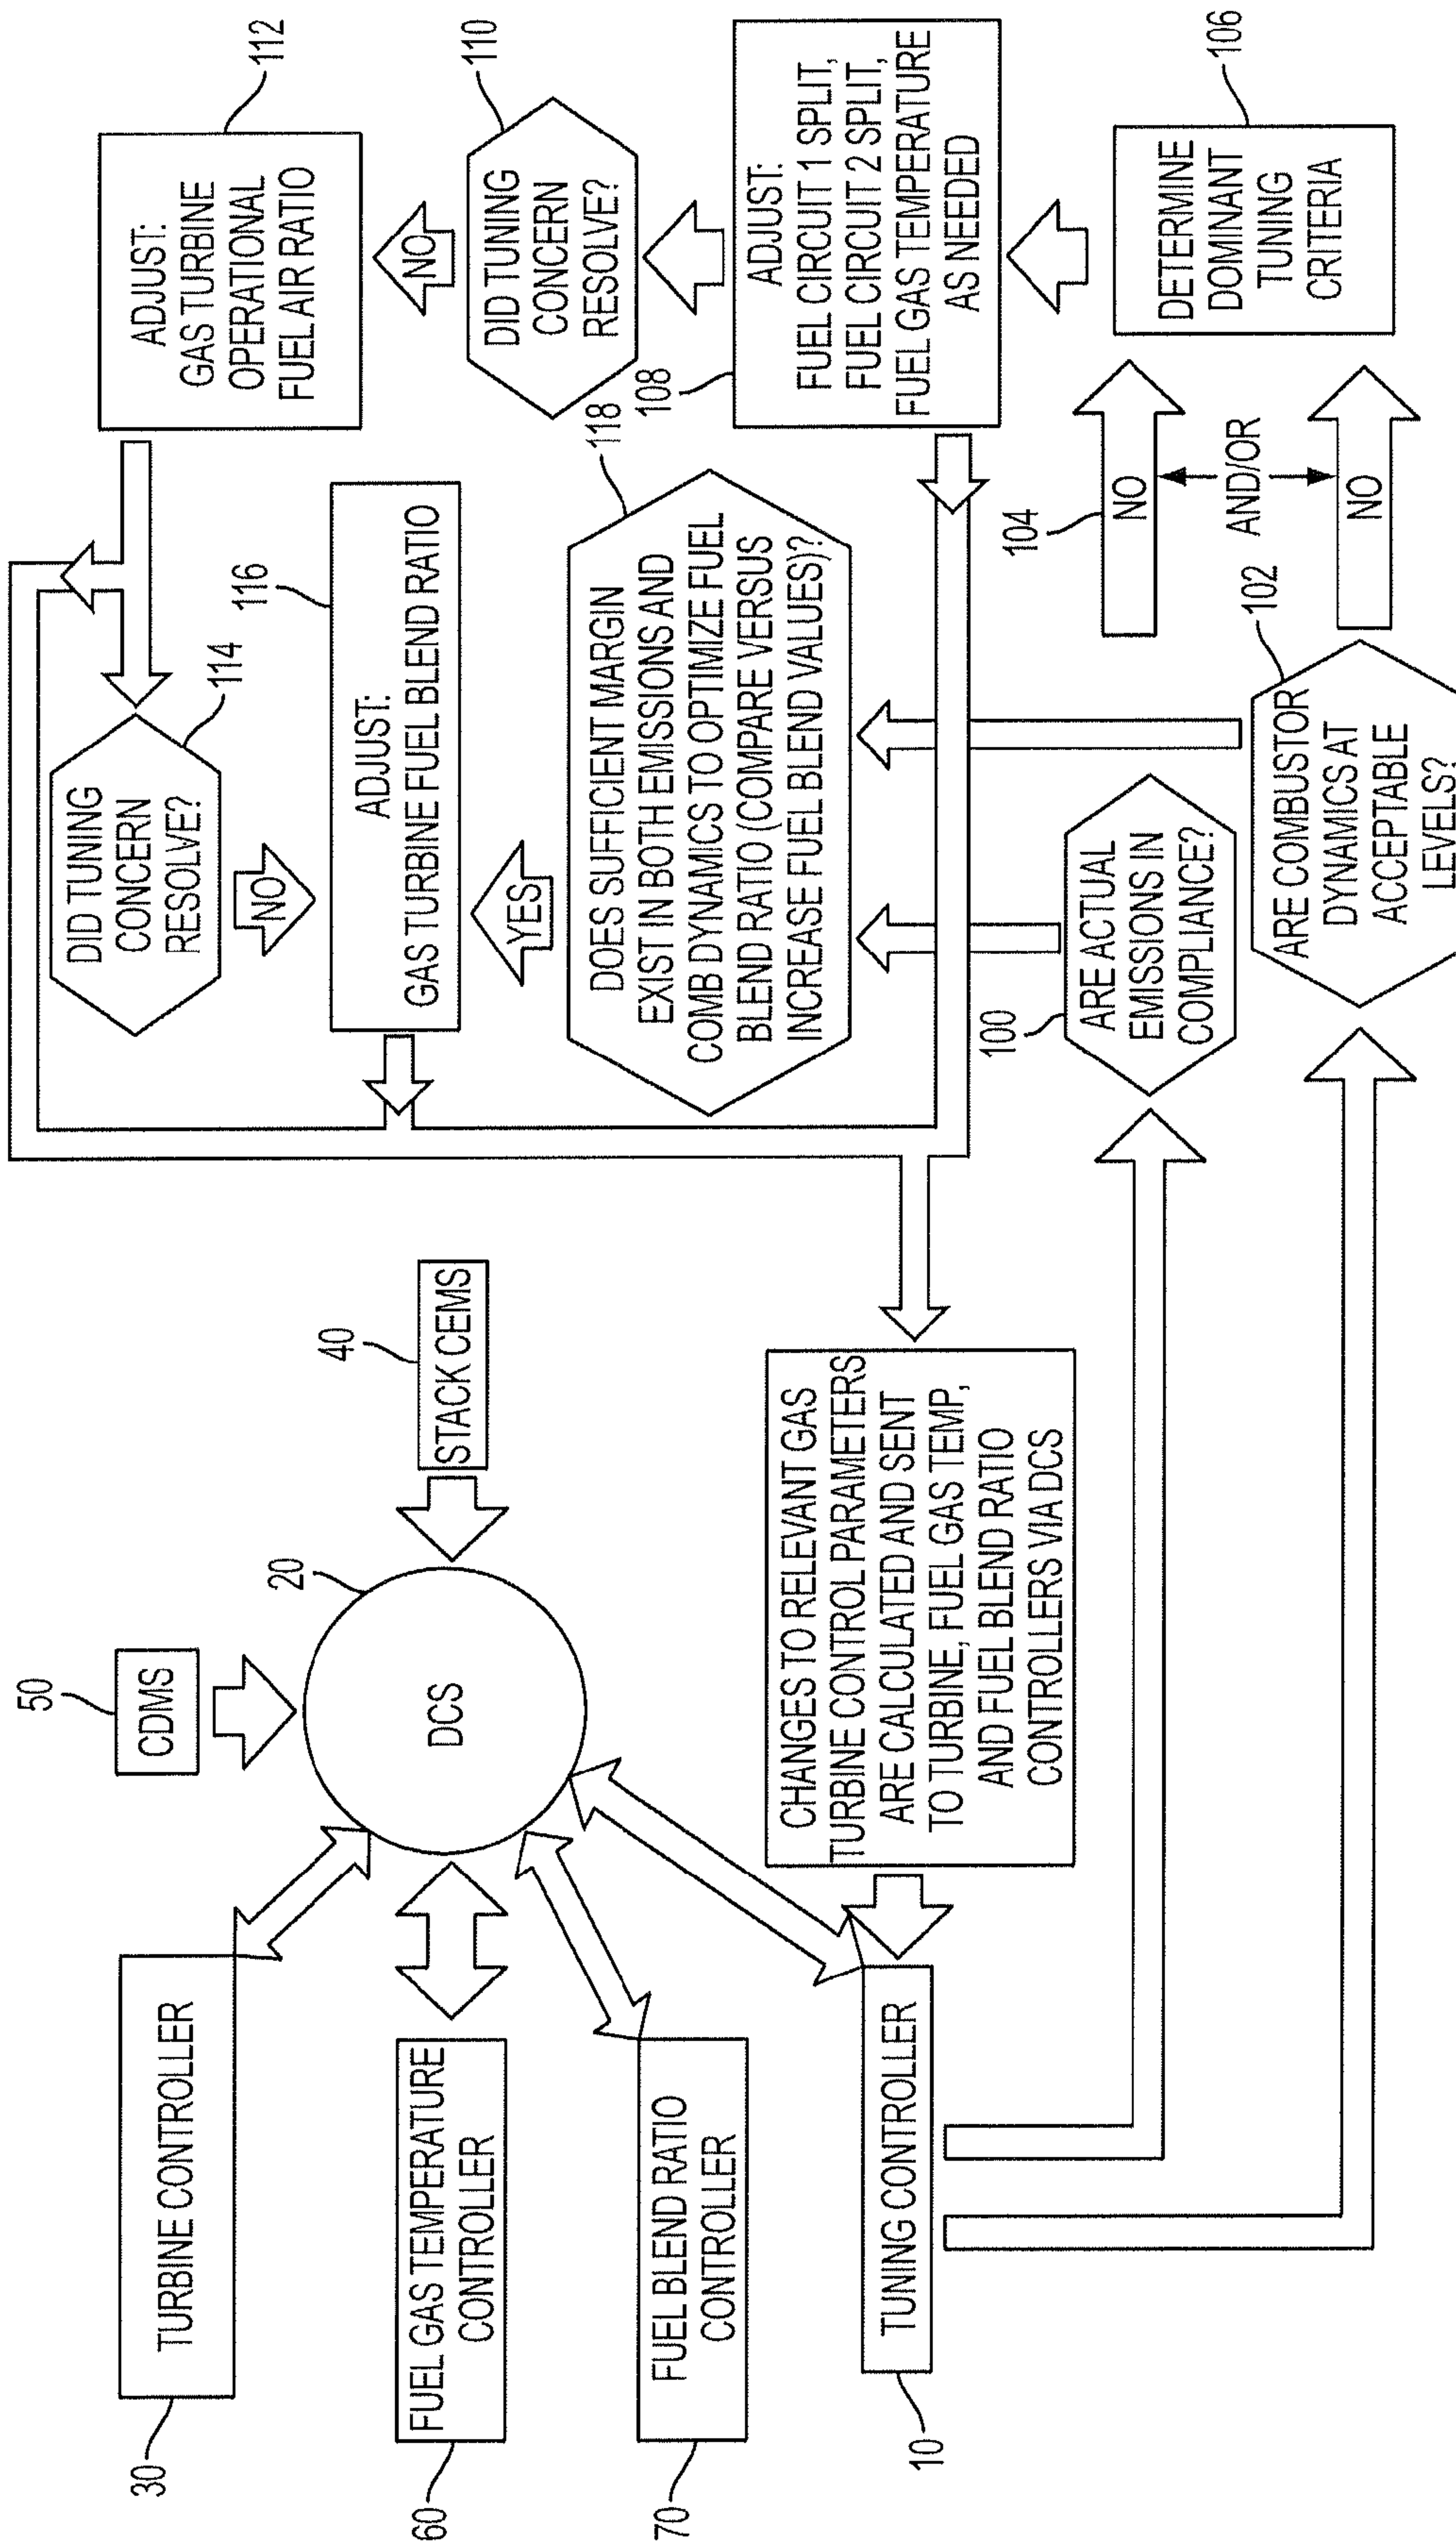 30
TURBINE CONTROLLER
60
FUEL GAS TEMPERATURE
CONTROLLER
70
FUEL BLEND RATIO
CONTROLLER
10
TUNING CONTROLLER
50
CDMS
20
DCS
40
STACK CEMS
CHANGES TO RELEVANT GAS
TURBINE CONTROL PARAMETERS
ARE CALCULATED AND SENT
TO TURBINE, FUEL GAS TEMP,
AND FUEL BLEND RATIO
CONTROLLERS VIA DCS
DID TUNING
CONCERN
RESOLVE?
114
NO
116
ADJUST:
GAS TURBINE FUEL BLEND RATIO
YES
118
DOES SUFFICIENT MARGIN
EXIST IN BOTH EMISSIONS AND
COMB DYNAMICS TO OPTIMIZE FUEL
BLEND RATIO (COMPARE VERSUS
INCREASE FUEL BLEND VALUES)?
100
ARE ACTUAL
EMISSIONS IN
COMPLIANCE?
102
ARE COMBUSTOR
DYNAMICS AT
ACCEPTABLE
LEVELS?
112
ADJUST:
GAS TURBINE
OPERATIONAL
FUEL AIR RATIO
NO
110
DID TUNING
CONCERN
RESOLVE?
108
ADJUST:
FUEL CIRCUIT 1 SPLIT,
FUEL CIRCUIT 2 SPLIT,
FUEL GAS TEMPERATURE
AS NEEDED
104
NO
AND/OR
NO
106
DETERMINE
DOMINANT
TUNING
CRITERIA